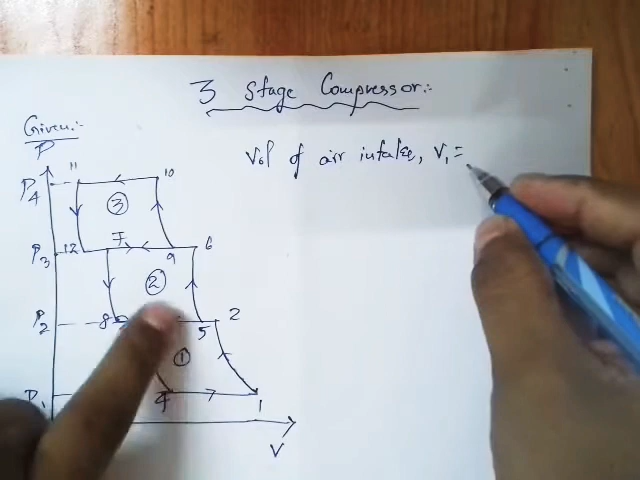 3 Stage Compressor:-
Given:-
Vol of air intake, V₁ =
P
11 10
P₄
3
P₃ 12 7 9 6
2
P₂ 8 5 2
1
P₁ 4 1
V